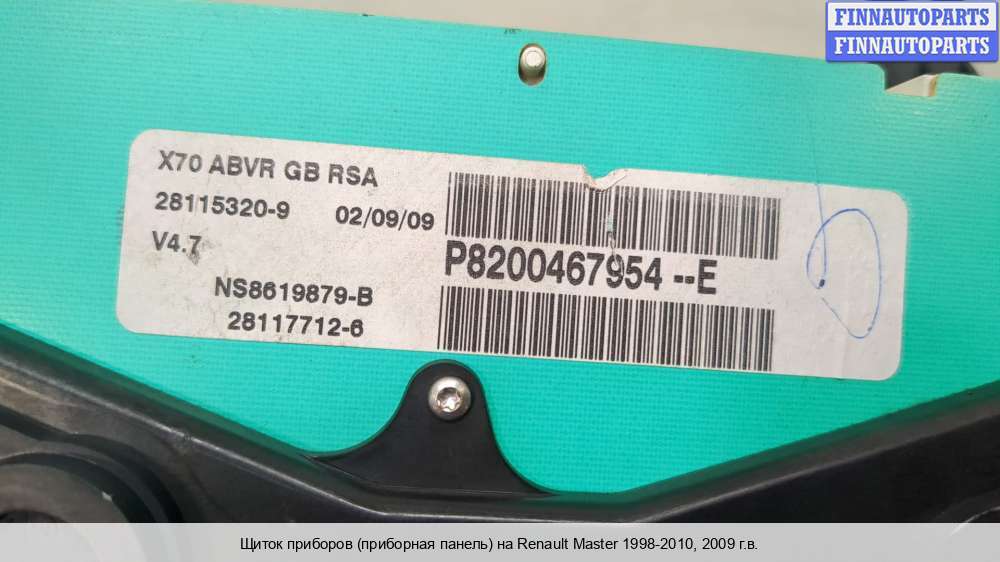 FINNAUTOPARTS
FINNAUTOPARTS
X70 ABVR GB RSA
28115320-9 02/09/09
V4.7
P8200467954 --E
NS8619879-B
28117712-6
Щиток приборов (приборная панель) на Renault Master 1998-2010, 2009 г.в.